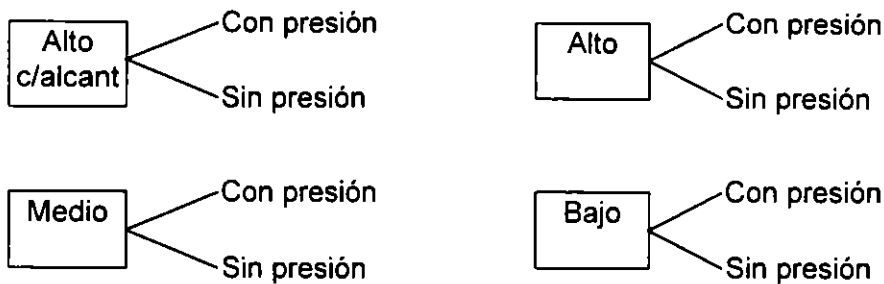 Alto
c/alcant
Con presión
Sin presión
Alto
Con presión
Sin presión
Medio
Con presión
Sin presión
Bajo
Con presión
Sin presión